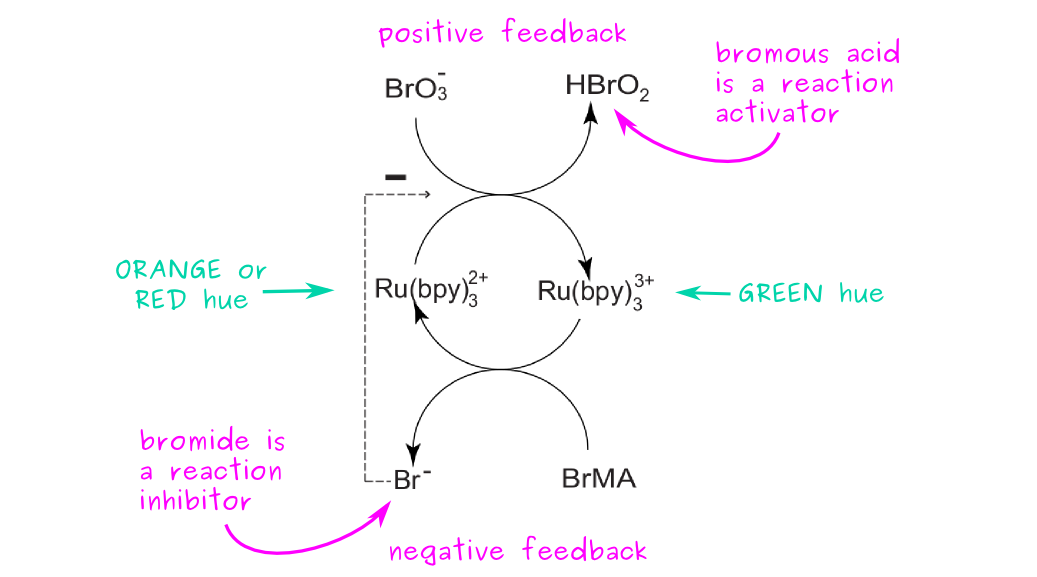 positive feedback
bromous acid
is a reaction
activator
BrO₃⁻
HBrO₂
−
ORANGE or
RED hue
Ru(bpy)₃²⁺
Ru(bpy)₃³⁺
GREEN hue
bromide is
a reaction
inhibitor
Br⁻
BrMA
negative feedback